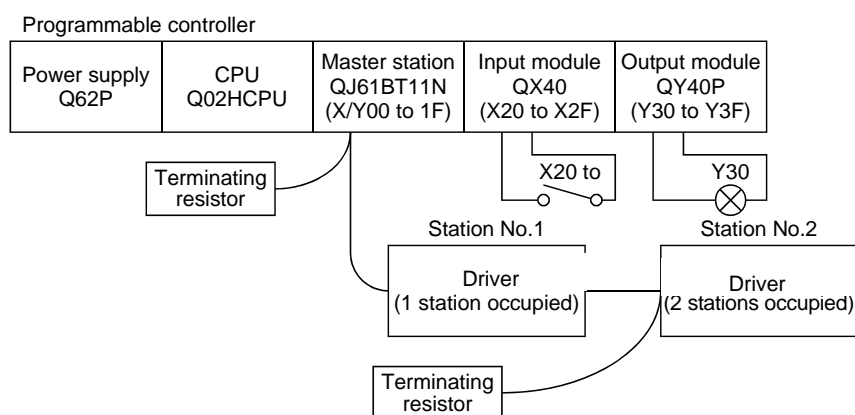 Programmable controller
Power supply
Q62P
CPU
Q02HCPU
Master station
QJ61BT11N
(X/Y00 to 1F)
Input module
QX40
(X20 to X2F)
Output module
QY40P
(Y30 to Y3F)
Terminating
resistor
X20 to
Y30
Station No.1
Station No.2
Driver
(1 station occupied)
Driver
(2 stations occupied)
Terminating
resistor